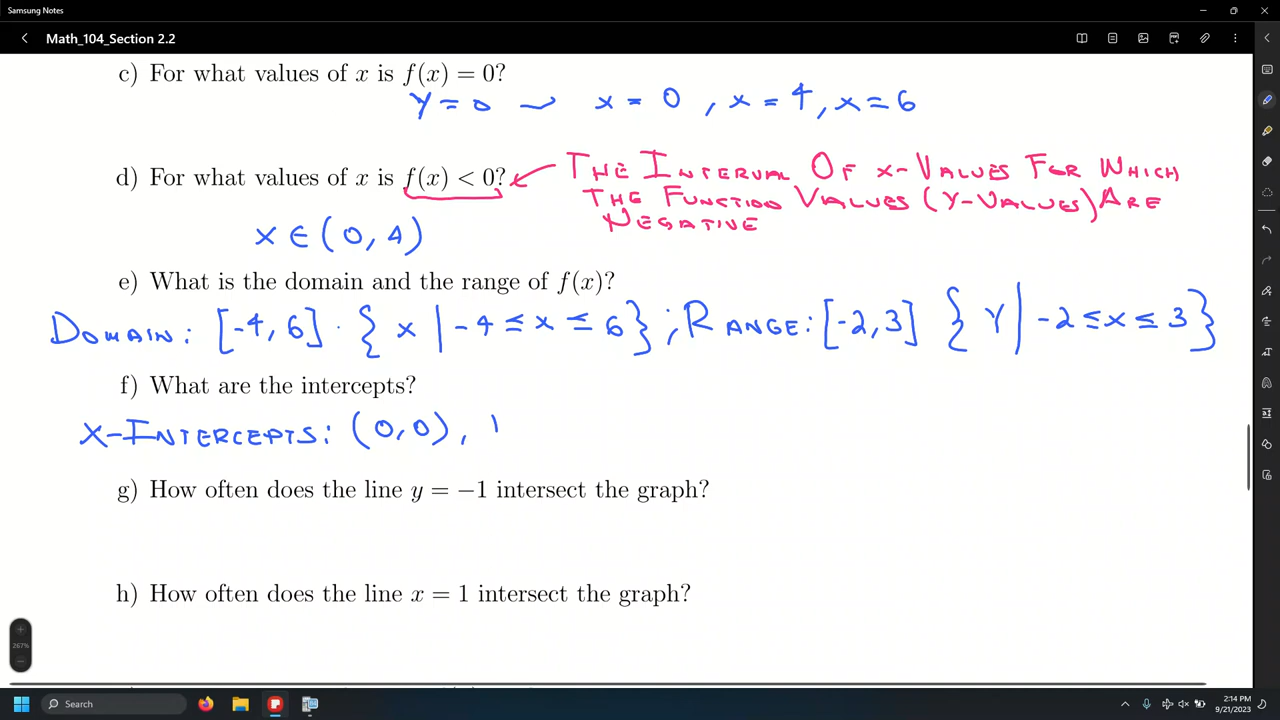 Samsung Notes
Math_104_Section 2.2
c) For what values of x is f(x) = 0?
Y = 0 ⤳ x = 0 , x = 4, x = 6
d) For what values of x is f(x) < 0?
THE INTERVAL OF x-VALUES FOR WHICH
THE FUNCTION VALUES (Y-VALUES) ARE
NEGATIVE
x ∈ (0, 4)
e) What is the domain and the range of f(x)?
DOMAIN: [-4, 6] . { x | -4 ≤ x ≤ 6} ; RANGE: [-2, 3] { Y | -2 ≤ x ≤ 3 }
f) What are the intercepts?
X-INTERCEPTS: (0,0),
g) How often does the line y = −1 intersect the graph?
h) How often does the line x = 1 intersect the graph?
267%
Search
2:14 PM
9/21/2023